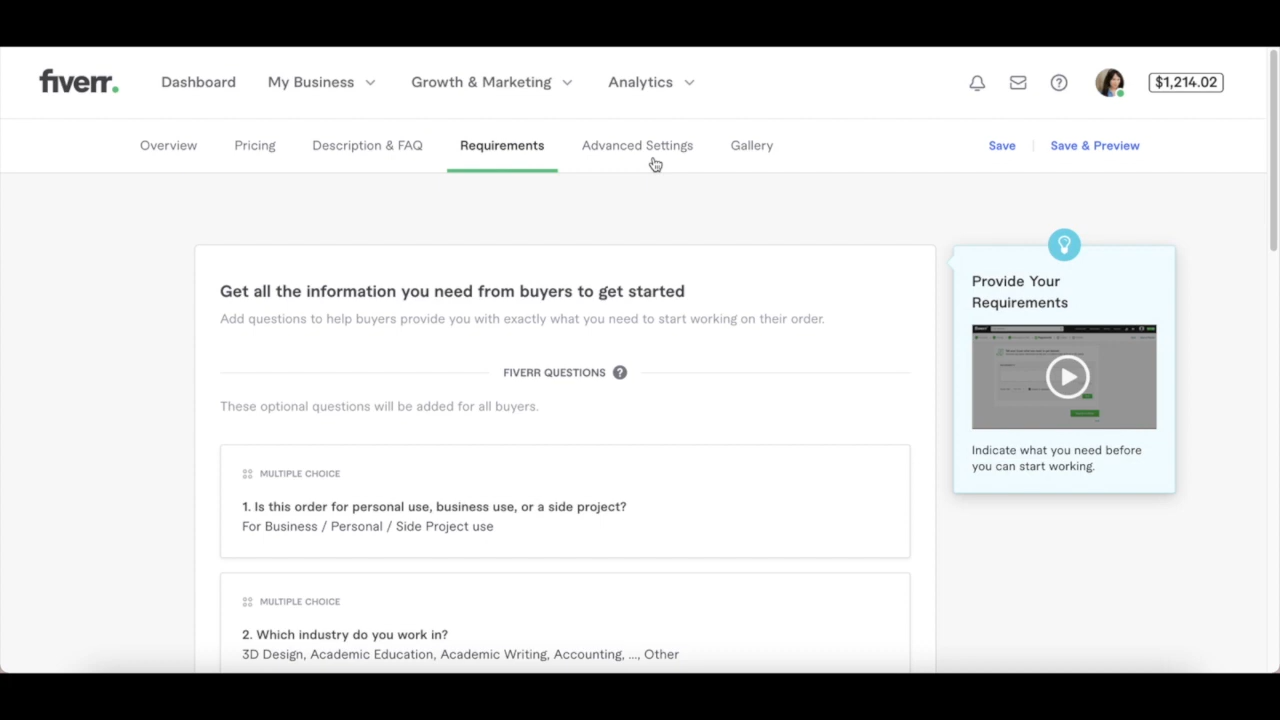 fiverr.
Dashboard
My Business
Growth & Marketing
Analytics
$1,214.02
Overview
Pricing
Description & FAQ
Requirements
Advanced Settings
Gallery
Save
Save & Preview
Get all the information you need from buyers to get started
Add questions to help buyers provide you with exactly what you need to start working on their order.
FIVERR QUESTIONS ?
These optional questions will be added for all buyers.
MULTIPLE CHOICE
1. Is this order for personal use, business use, or a side project?
For Business / Personal / Side Project use
MULTIPLE CHOICE
2. Which industry do you work in?
3D Design, Academic Education, Academic Writing, Accounting, ..., Other
Provide Your
Requirements
Indicate what you need before
you can start working.